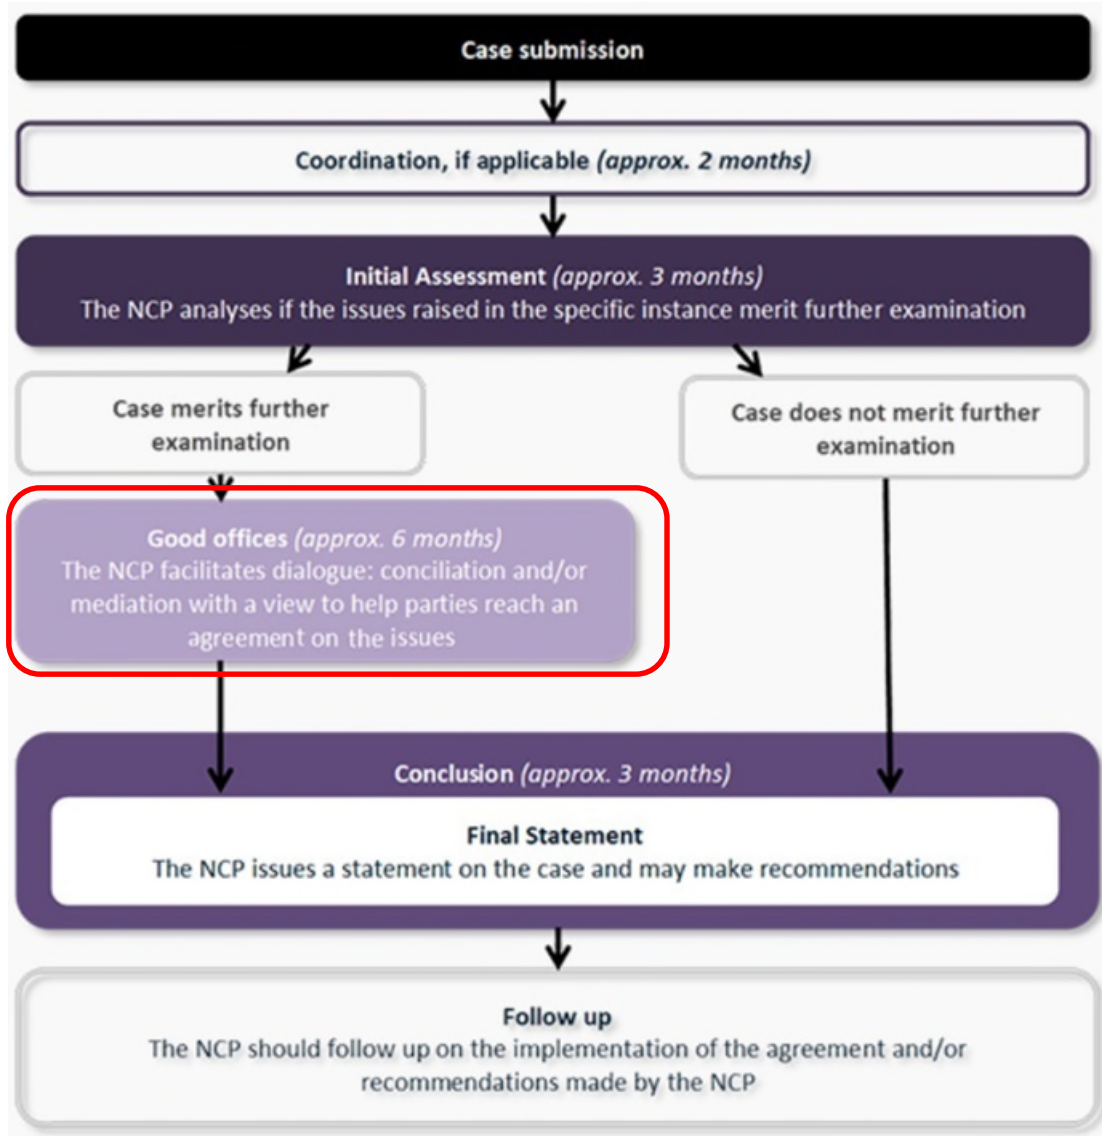 Case submission
Coordination, if applicable (approx. 2 months)
Initial Assessment (approx. 3 months)
The NCP analyses if the issues raised in the specific instance merit further examination
Case merits further
examination
Case does not merit further
examination
Good offices (approx. 6 months)
The NCP facilitates dialogue: conciliation and/or
mediation with a view to help parties reach an
agreement on the issues
Conclusion (approx. 3 months)
Final Statement
The NCP issues a statement on the case and may make recommendations
Follow up
The NCP should follow up on the implementation of the agreement and/or
recommendations made by the NCP